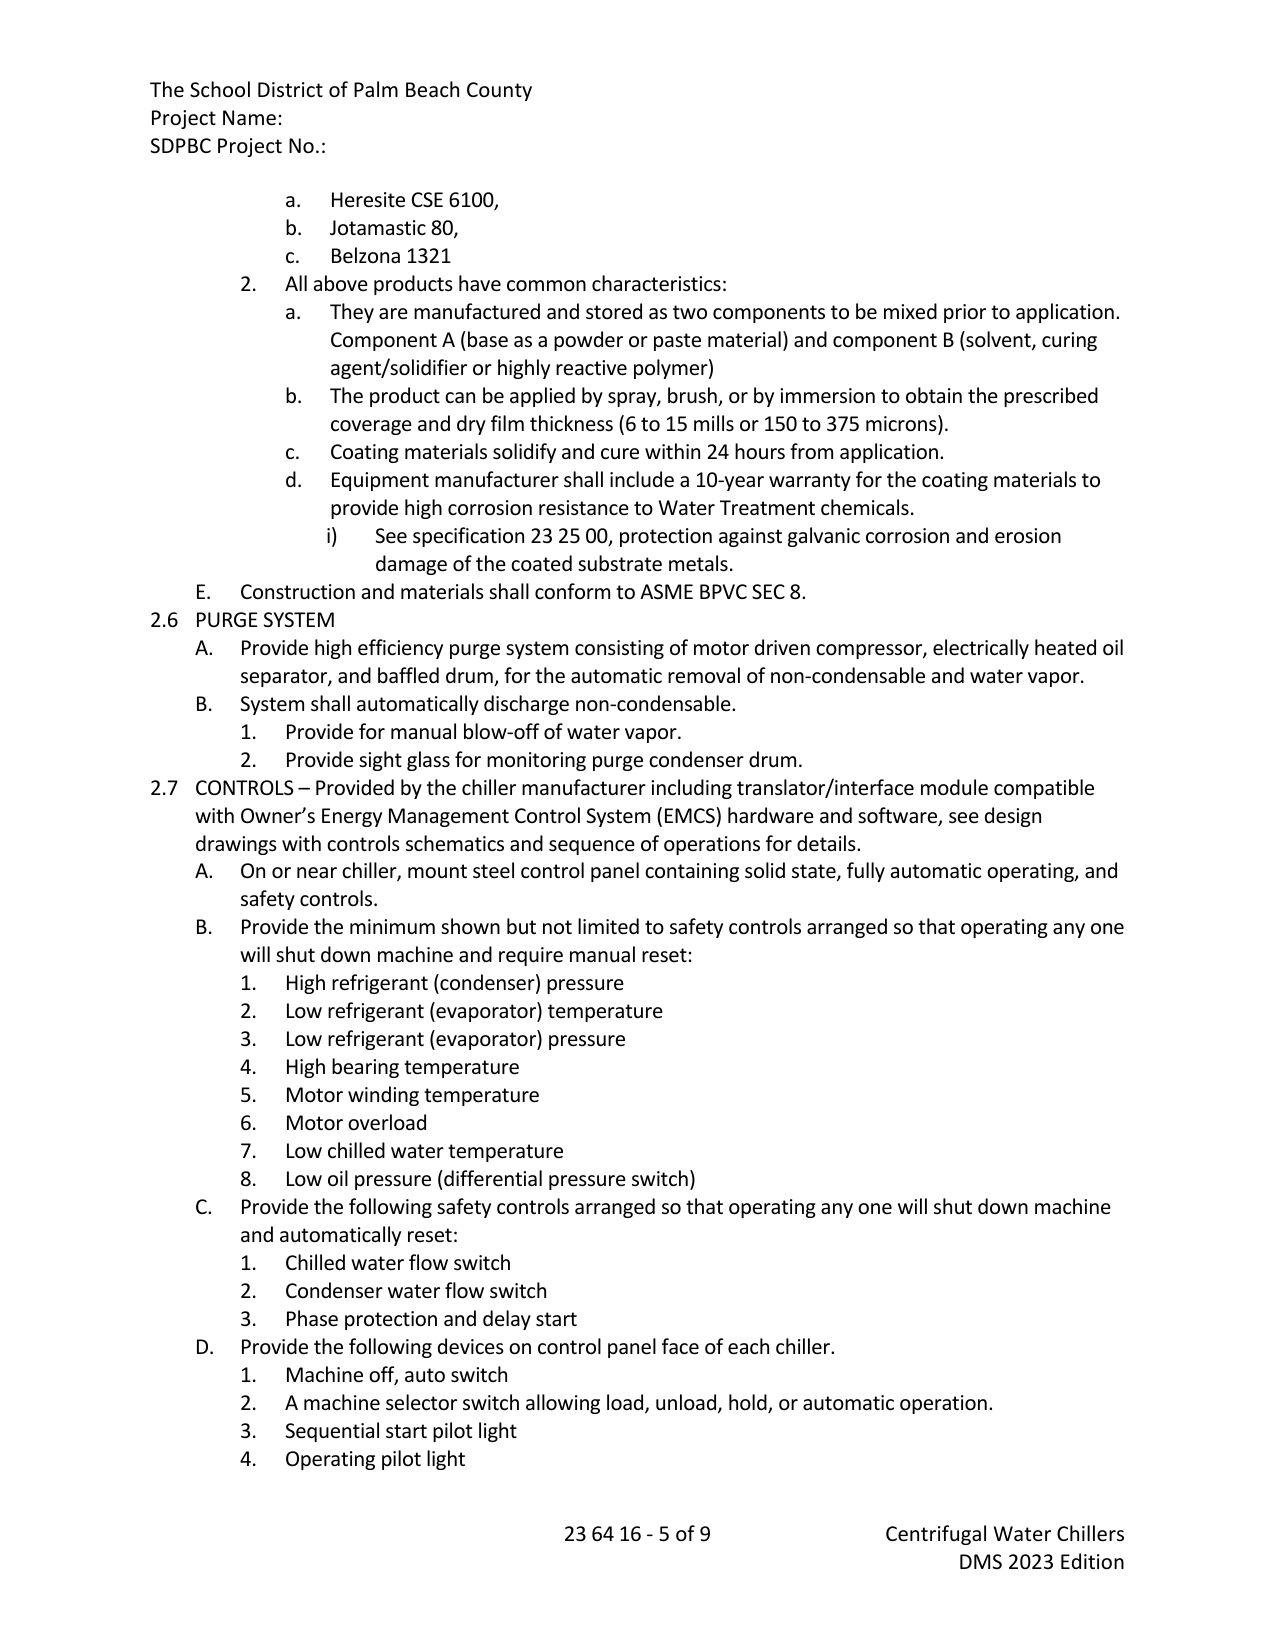 The School District of Palm Beach County
Project Name:
SDPBC Project No.:
a. Heresite CSE 6100,
b. Jotamastic 80,
c. Belzona 1321
2. All above products have common characteristics:
a. They are manufactured and stored as two components to be mixed prior to application.
Component A (base as a powder or paste material) and component B (solvent, curing
agent/solidifier or highly reactive polymer)
b. The product can be applied by spray, brush, or by immersion to obtain the prescribed
coverage and dry film thickness (6 to 15 mills or 150 to 375 microns).
c. Coating materials solidify and cure within 24 hours from application.
d. Equipment manufacturer shall include a 10-year warranty for the coating materials to
provide high corrosion resistance to Water Treatment chemicals.
i) See specification 23 25 00, protection against galvanic corrosion and erosion
damage of the coated substrate metals.
E. Construction and materials shall conform to ASME BPVC SEC 8.
2.6 PURGE SYSTEM
A. Provide high efficiency purge system consisting of motor driven compressor, electrically heated oil
separator, and baffled drum, for the automatic removal of non-condensable and water vapor.
B. System shall automatically discharge non-condensable.
1. Provide for manual blow-off of water vapor.
2. Provide sight glass for monitoring purge condenser drum.
2.7 CONTROLS – Provided by the chiller manufacturer including translator/interface module compatible
with Owner’s Energy Management Control System (EMCS) hardware and software, see design
drawings with controls schematics and sequence of operations for details.
A. On or near chiller, mount steel control panel containing solid state, fully automatic operating, and
safety controls.
B. Provide the minimum shown but not limited to safety controls arranged so that operating any one
will shut down machine and require manual reset:
1. High refrigerant (condenser) pressure
2. Low refrigerant (evaporator) temperature
3. Low refrigerant (evaporator) pressure
4. High bearing temperature
5. Motor winding temperature
6. Motor overload
7. Low chilled water temperature
8. Low oil pressure (differential pressure switch)
C. Provide the following safety controls arranged so that operating any one will shut down machine
and automatically reset:
1. Chilled water flow switch
2. Condenser water flow switch
3. Phase protection and delay start
D. Provide the following devices on control panel face of each chiller.
1. Machine off, auto switch
2. A machine selector switch allowing load, unload, hold, or automatic operation.
3. Sequential start pilot light
4. Operating pilot light
23 64 16 - 5 of 9 Centrifugal Water Chillers
DMS 2023 Edition